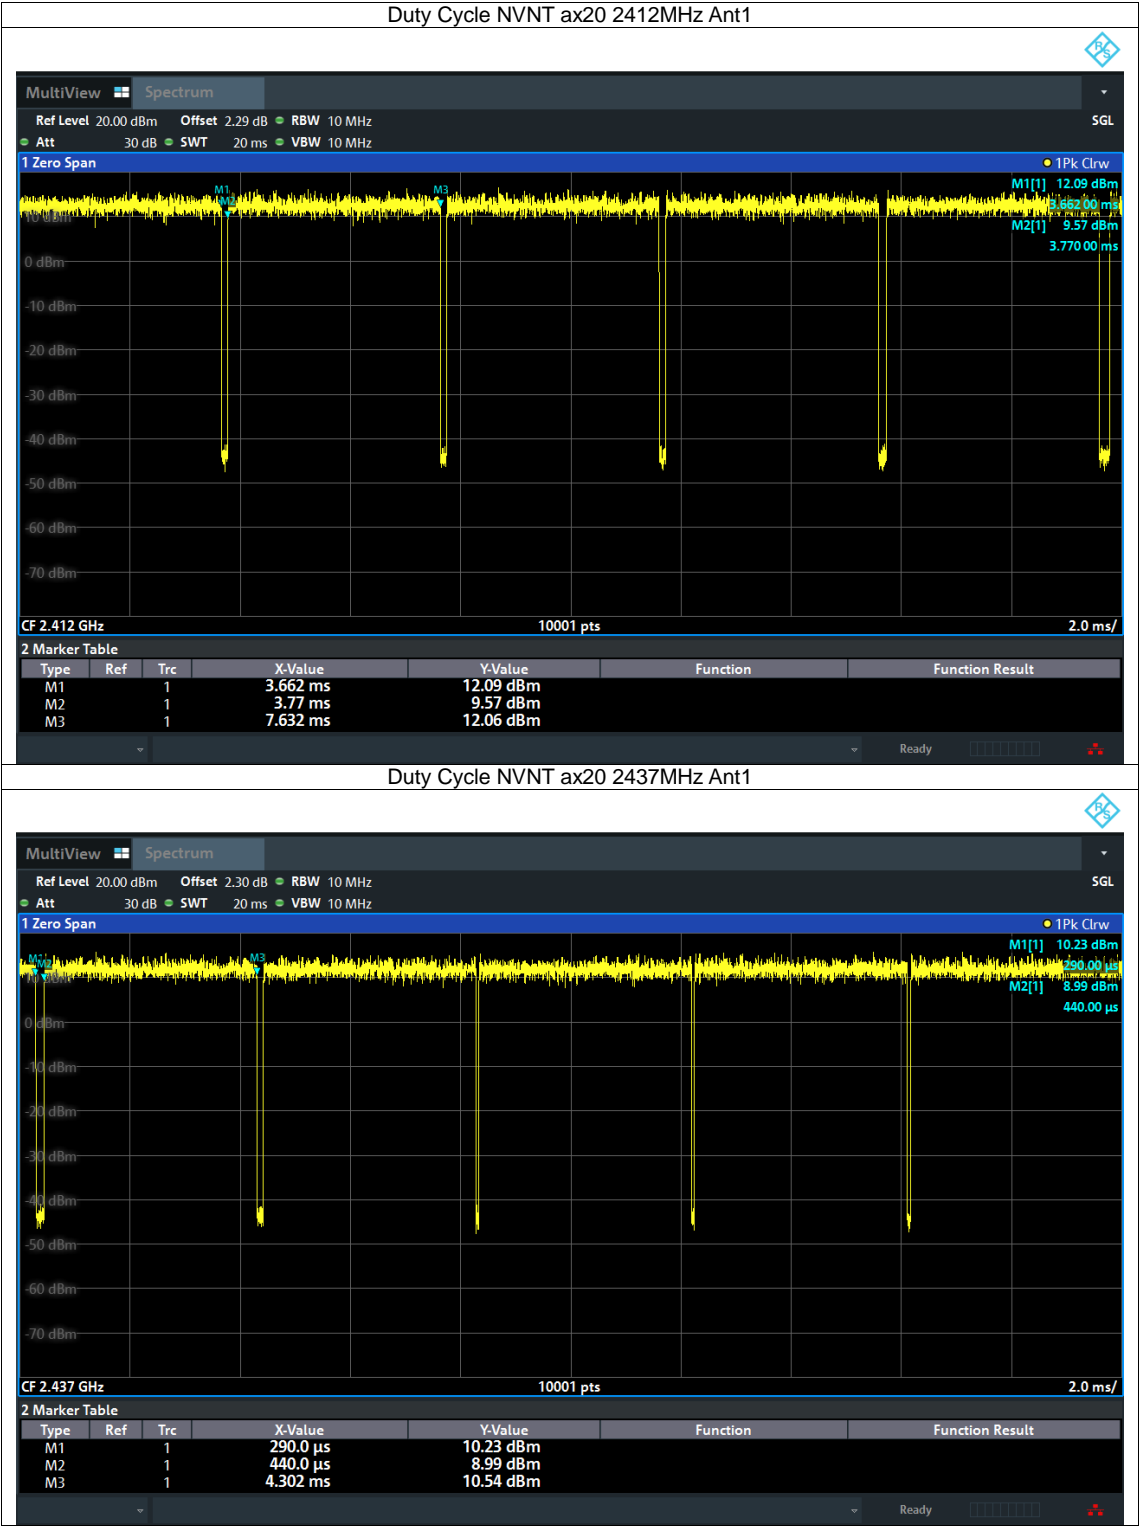 Duty Cycle NVNT ax20 2412MHz Ant1
R&S
MultiView Spectrum
Ref Level 20.00 dBm Offset 2.29 dB RBW 10 MHz SGL
Att 30 dB SWT 20 ms VBW 10 MHz
1 Zero Span 1Pk Clrw
M1 M3 M1[1] 12.09 dBm
M2 3.662 00 ms
10 dBm M2[1] 9.57 dBm
3.770 00 ms
0 dBm
-10 dBm
-20 dBm
-30 dBm
-40 dBm
-50 dBm
-60 dBm
-70 dBm
CF 2.412 GHz 10001 pts 2.0 ms/
2 Marker Table
Type Ref Trc X-Value Y-Value Function Function Result
M1 1 3.662 ms 12.09 dBm
M2 1 3.77 ms 9.57 dBm
M3 1 7.632 ms 12.06 dBm
Ready
Duty Cycle NVNT ax20 2437MHz Ant1
R&S
MultiView Spectrum
Ref Level 20.00 dBm Offset 2.30 dB RBW 10 MHz SGL
Att 30 dB SWT 20 ms VBW 10 MHz
1 Zero Span 1Pk Clrw
M1[1] 10.23 dBm
M1 M2 M3 290.00 µs
10 dBm M2[1] 8.99 dBm
440.00 µs
0 dBm
-10 dBm
-20 dBm
-30 dBm
-40 dBm
-50 dBm
-60 dBm
-70 dBm
CF 2.437 GHz 10001 pts 2.0 ms/
2 Marker Table
Type Ref Trc X-Value Y-Value Function Function Result
M1 1 290.0 µs 10.23 dBm
M2 1 440.0 µs 8.99 dBm
M3 1 4.302 ms 10.54 dBm
Ready